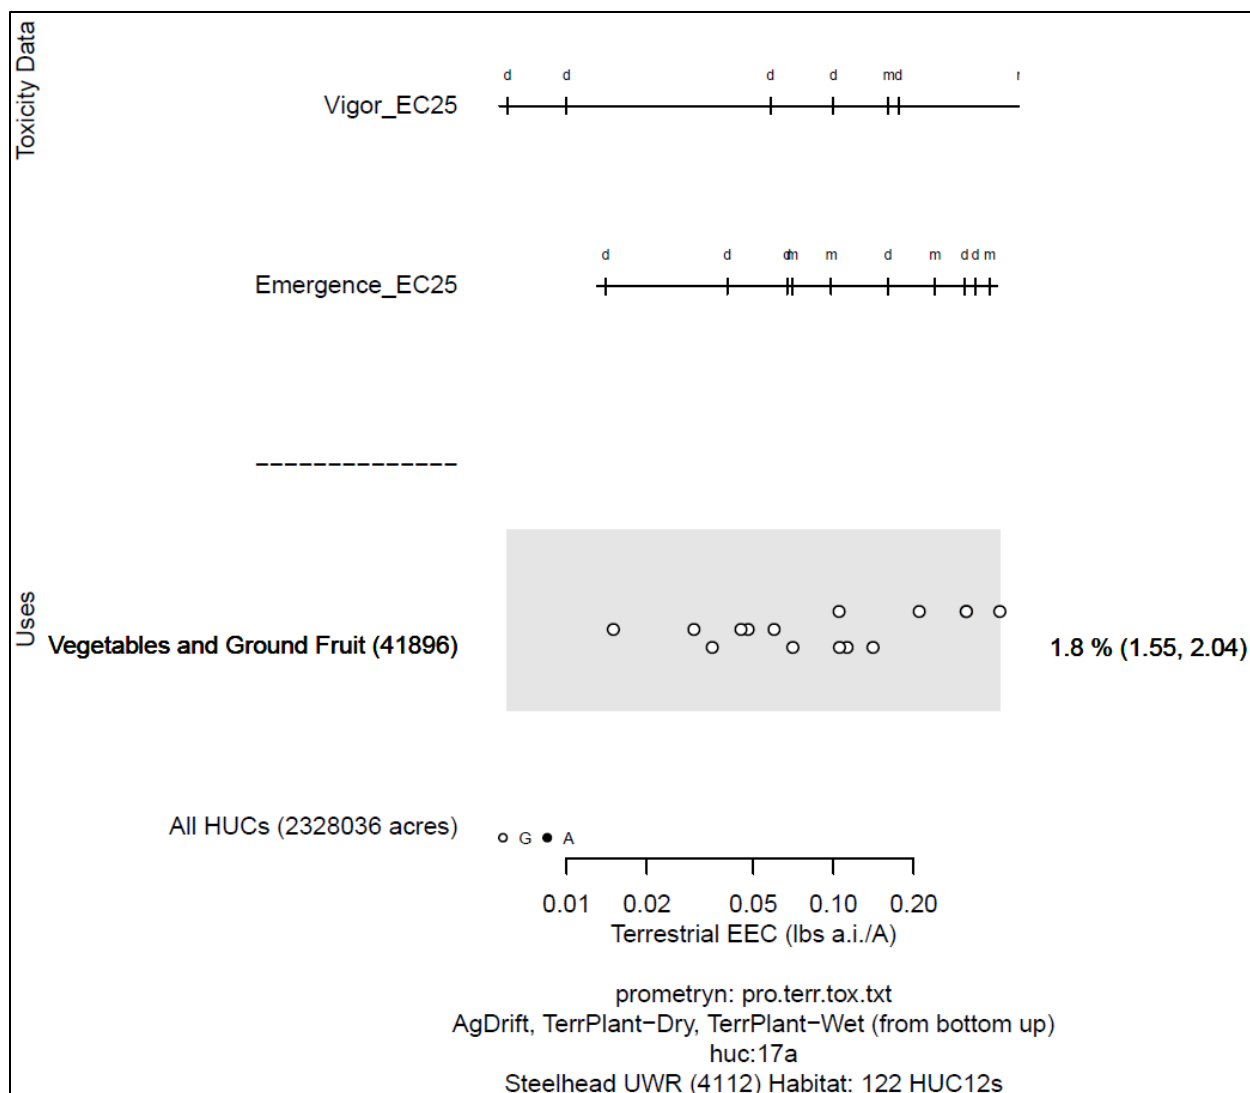 Toxicity Data
d d d d m d
Vigor_EC25
d d m m d m d d m
Emergence_EC25
--------------
Uses
Vegetables and Ground Fruit (41896)
1.8 % (1.55, 2.04)
All HUCs (2328036 acres)
G A
0.01 0.02 0.05 0.10 0.20
Terrestrial EEC (lbs a.i./A)
prometryn: pro.terr.tox.txt
AgDrift, TerrPlant−Dry, TerrPlant−Wet (from bottom up)
huc:17a
Steelhead UWR (4112) Habitat: 122 HUC12s